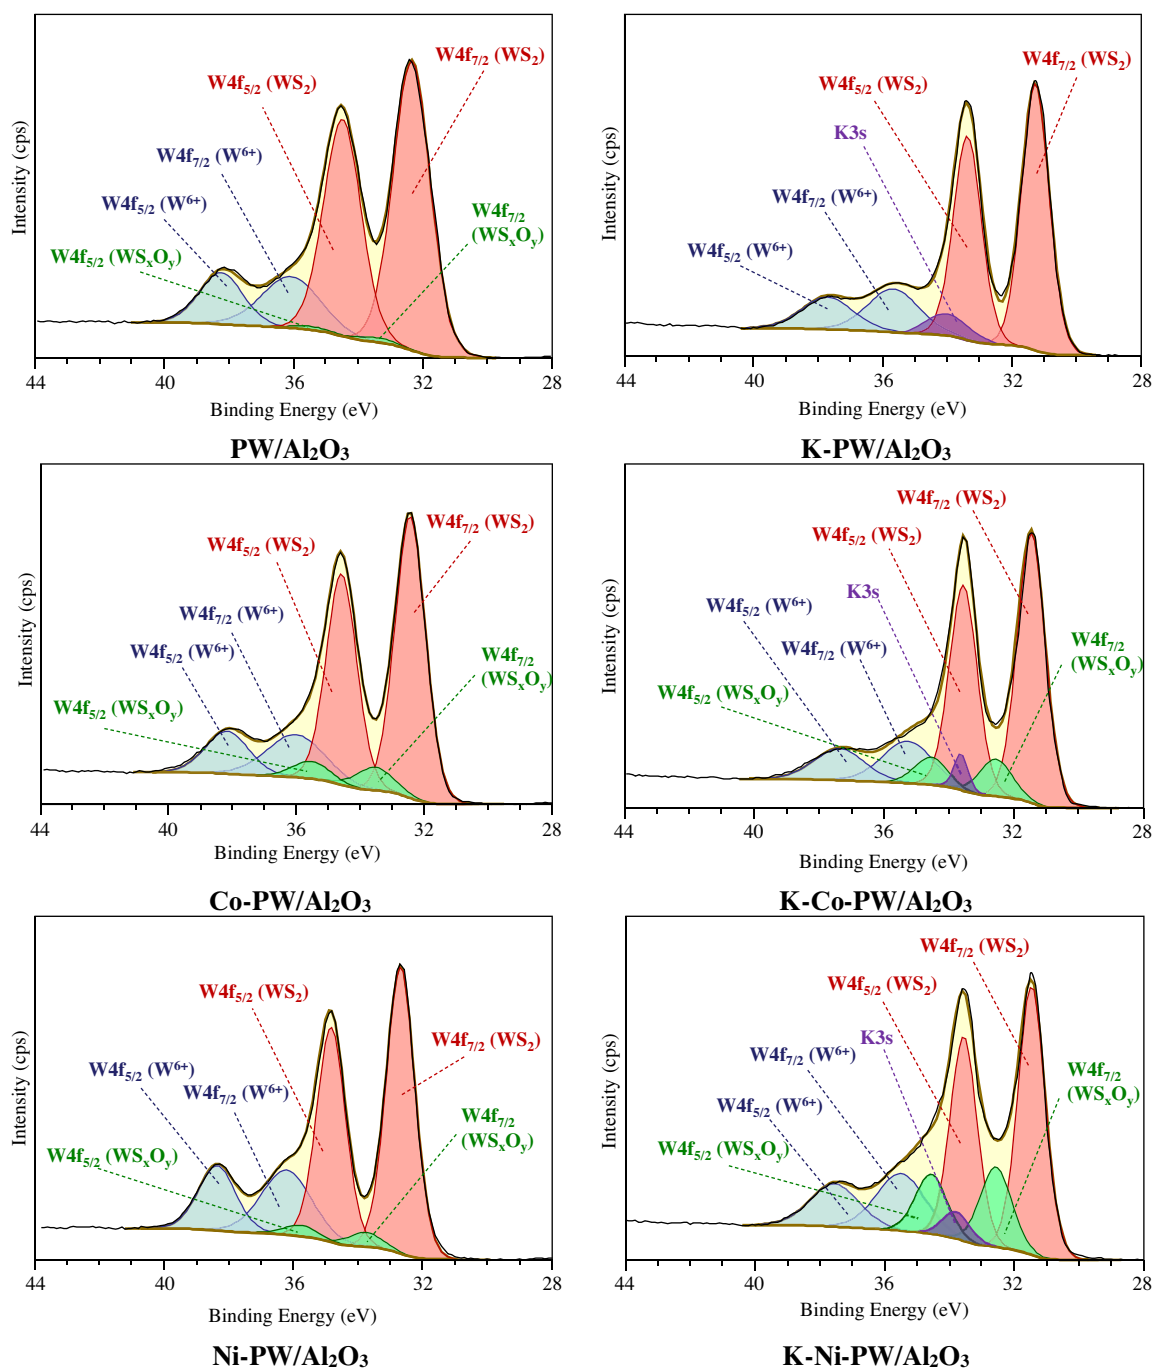 W4f7/2 (WS2)
W4f5/2 (WS2)
W4f7/2 (W6+)
W4f5/2 (W6+)
W4f5/2 (WSxOy)
W4f7/2
(WSxOy)
Intensity (cps)
44 40 36 32 28
Binding Energy (eV)
PW/Al2O3
W4f7/2 (WS2)
W4f5/2 (WS2)
K3s
W4f7/2 (W6+)
W4f5/2 (W6+)
Intensity (cps)
44 40 36 32 28
Binding Energy (eV)
K-PW/Al2O3
W4f7/2 (WS2)
W4f5/2 (WS2)
W4f7/2 (W6+)
W4f5/2 (W6+)
W4f5/2 (WSxOy)
W4f7/2
(WSxOy)
Intensity (cps)
44 40 36 32 28
Binding Energy (eV)
Co-PW/Al2O3
W4f7/2 (WS2)
W4f5/2 (WS2)
K3s
W4f5/2 (W6+)
W4f7/2 (W6+)
W4f5/2 (WSxOy)
W4f7/2
(WSxOy)
Intensity (cps)
44 40 36 32 28
Binding Energy (eV)
K-Co-PW/Al2O3
W4f5/2 (WS2)
W4f7/2 (WS2)
W4f5/2 (W6+)
W4f7/2 (W6+)
W4f5/2 (WSxOy)
W4f7/2
(WSxOy)
Intensity (cps)
44 40 36 32 28
Binding Energy (eV)
Ni-PW/Al2O3
W4f7/2 (WS2)
W4f5/2 (WS2)
K3s
W4f7/2 (W6+)
W4f5/2 (W6+)
W4f5/2 (WSxOy)
W4f7/2
(WSxOy)
Intensity (cps)
44 40 36 32 28
Binding Energy (eV)
K-Ni-PW/Al2O3